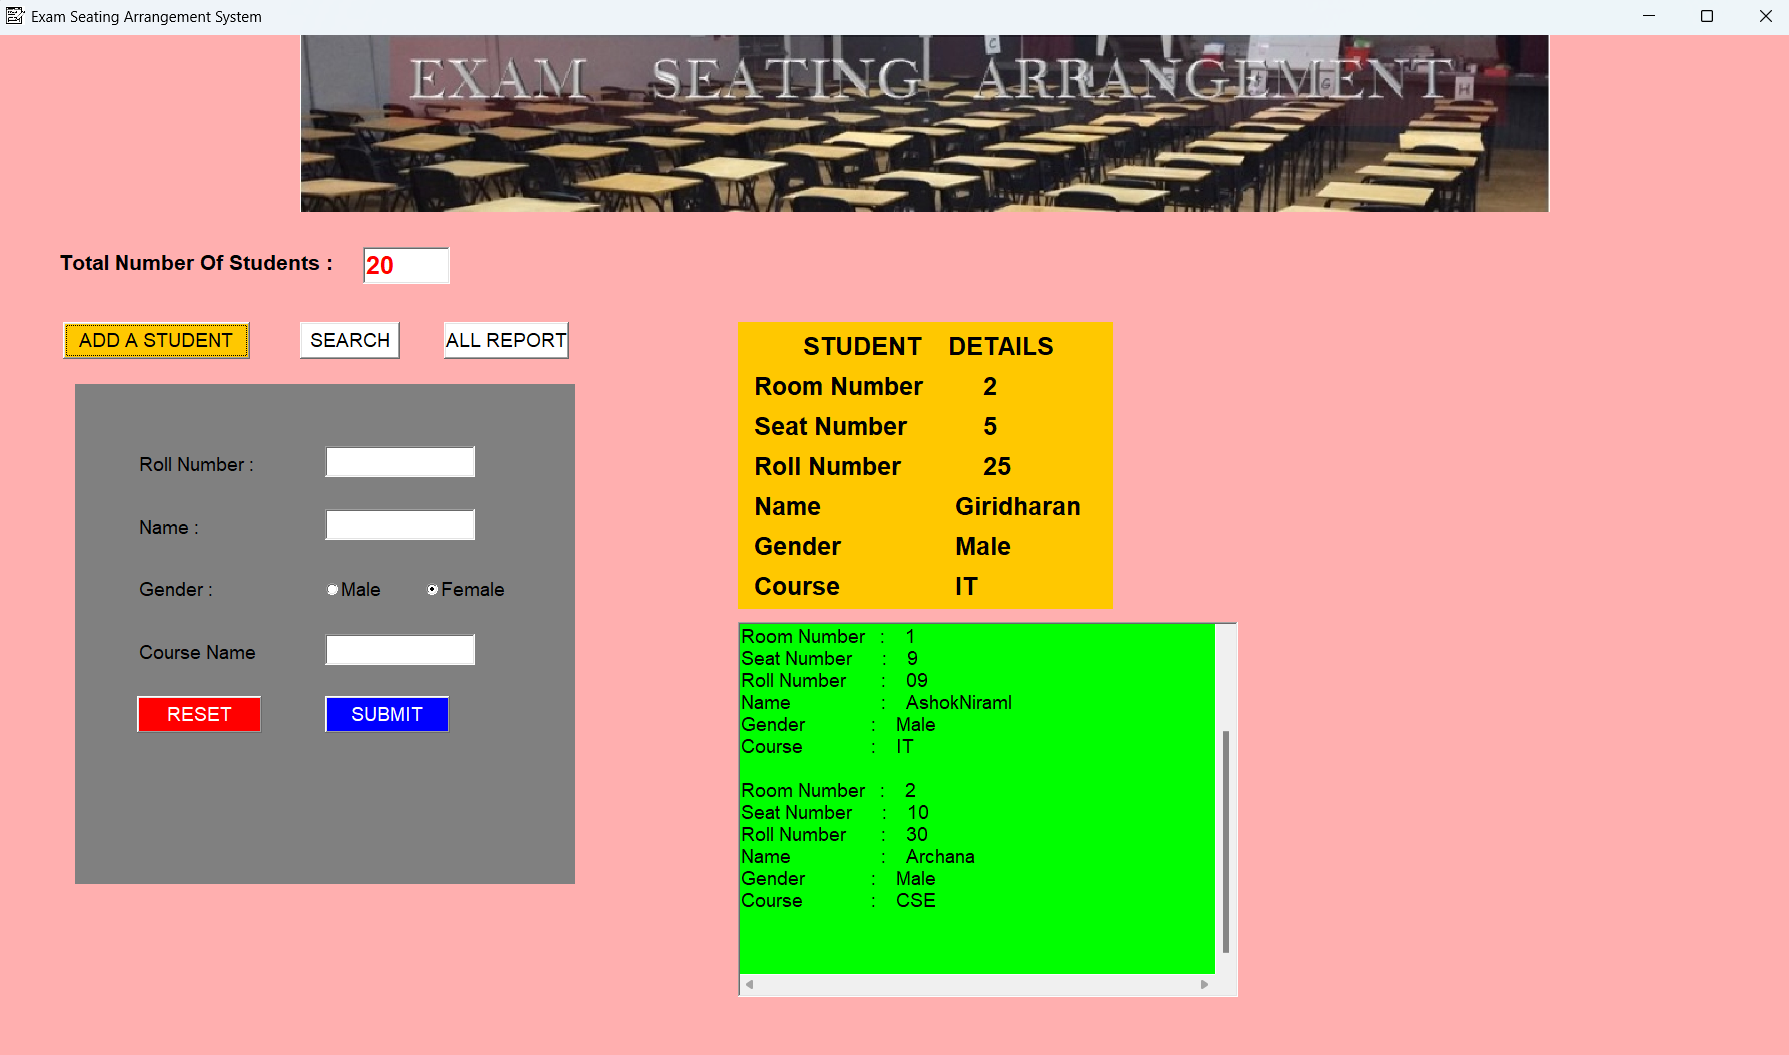 Exam Seating Arrangement System
EXAM SEATING ARRANGEMENT
Total Number Of Students : 20
ADD A STUDENT SEARCH ALL REPORT
Roll Number :
Name :
Gender : Male Female
Course Name
RESET SUBMIT
STUDENT DETAILS
Room Number 2
Seat Number 5
Roll Number 25
Name Giridharan
Gender Male
Course IT
Room Number : 1
Seat Number : 9
Roll Number : 09
Name : AshokNiraml
Gender : Male
Course : IT
Room Number : 2
Seat Number : 10
Roll Number : 30
Name : Archana
Gender : Male
Course : CSE